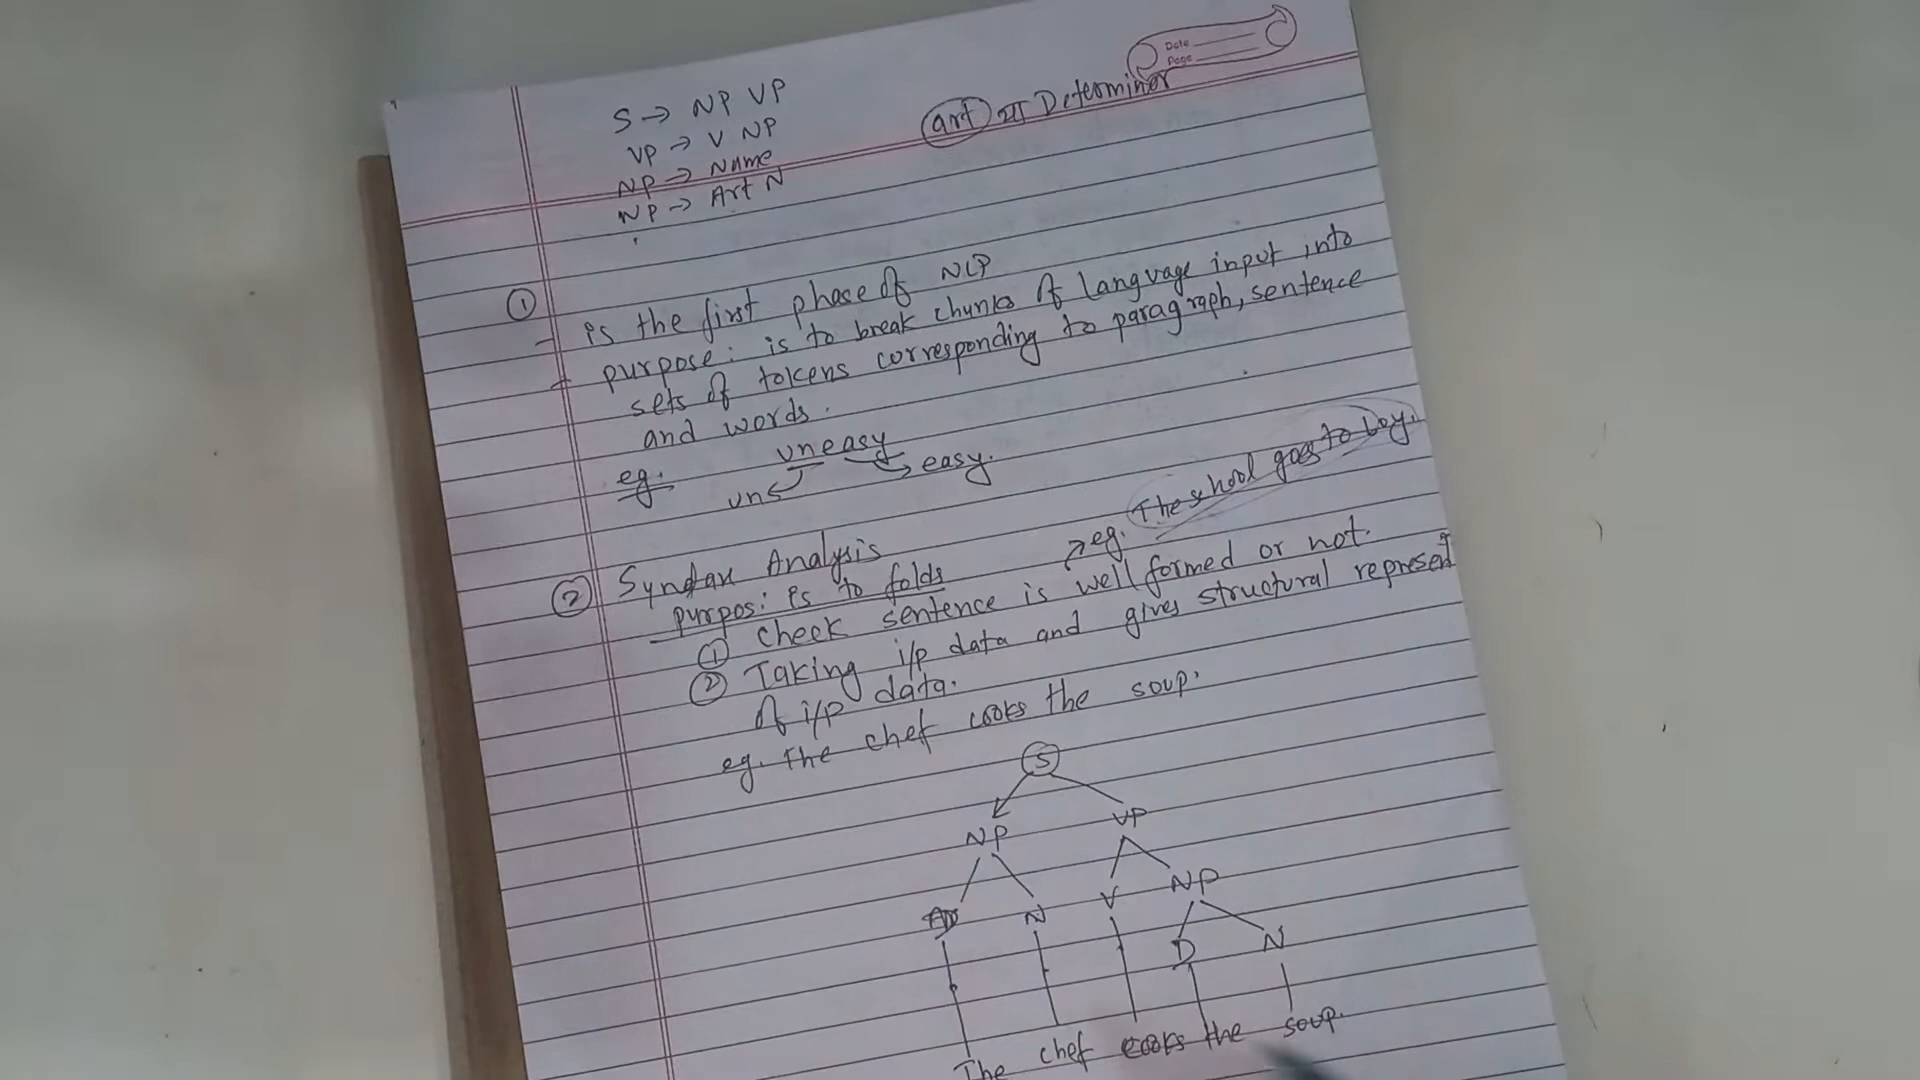 Date
Page
S → NP VP
VP → V NP
NP → Name
NP → Art N
art या Determiner
① is the first phase of NLP
purpose: is to break chunks of language input into
sets of tokens corresponding to paragraph, sentence
and words.
eg. uneasy
uns easy.
② Syntax Analysis
eg. The school goes to boy.
- purpos: is to folds
① check sentence is well formed or not.
② Taking i/p data and gives structural represent
of i/p data.
eg. The chef cooks the soup.
S
NP VP
N V NP
D N
The chef cooks the soup.